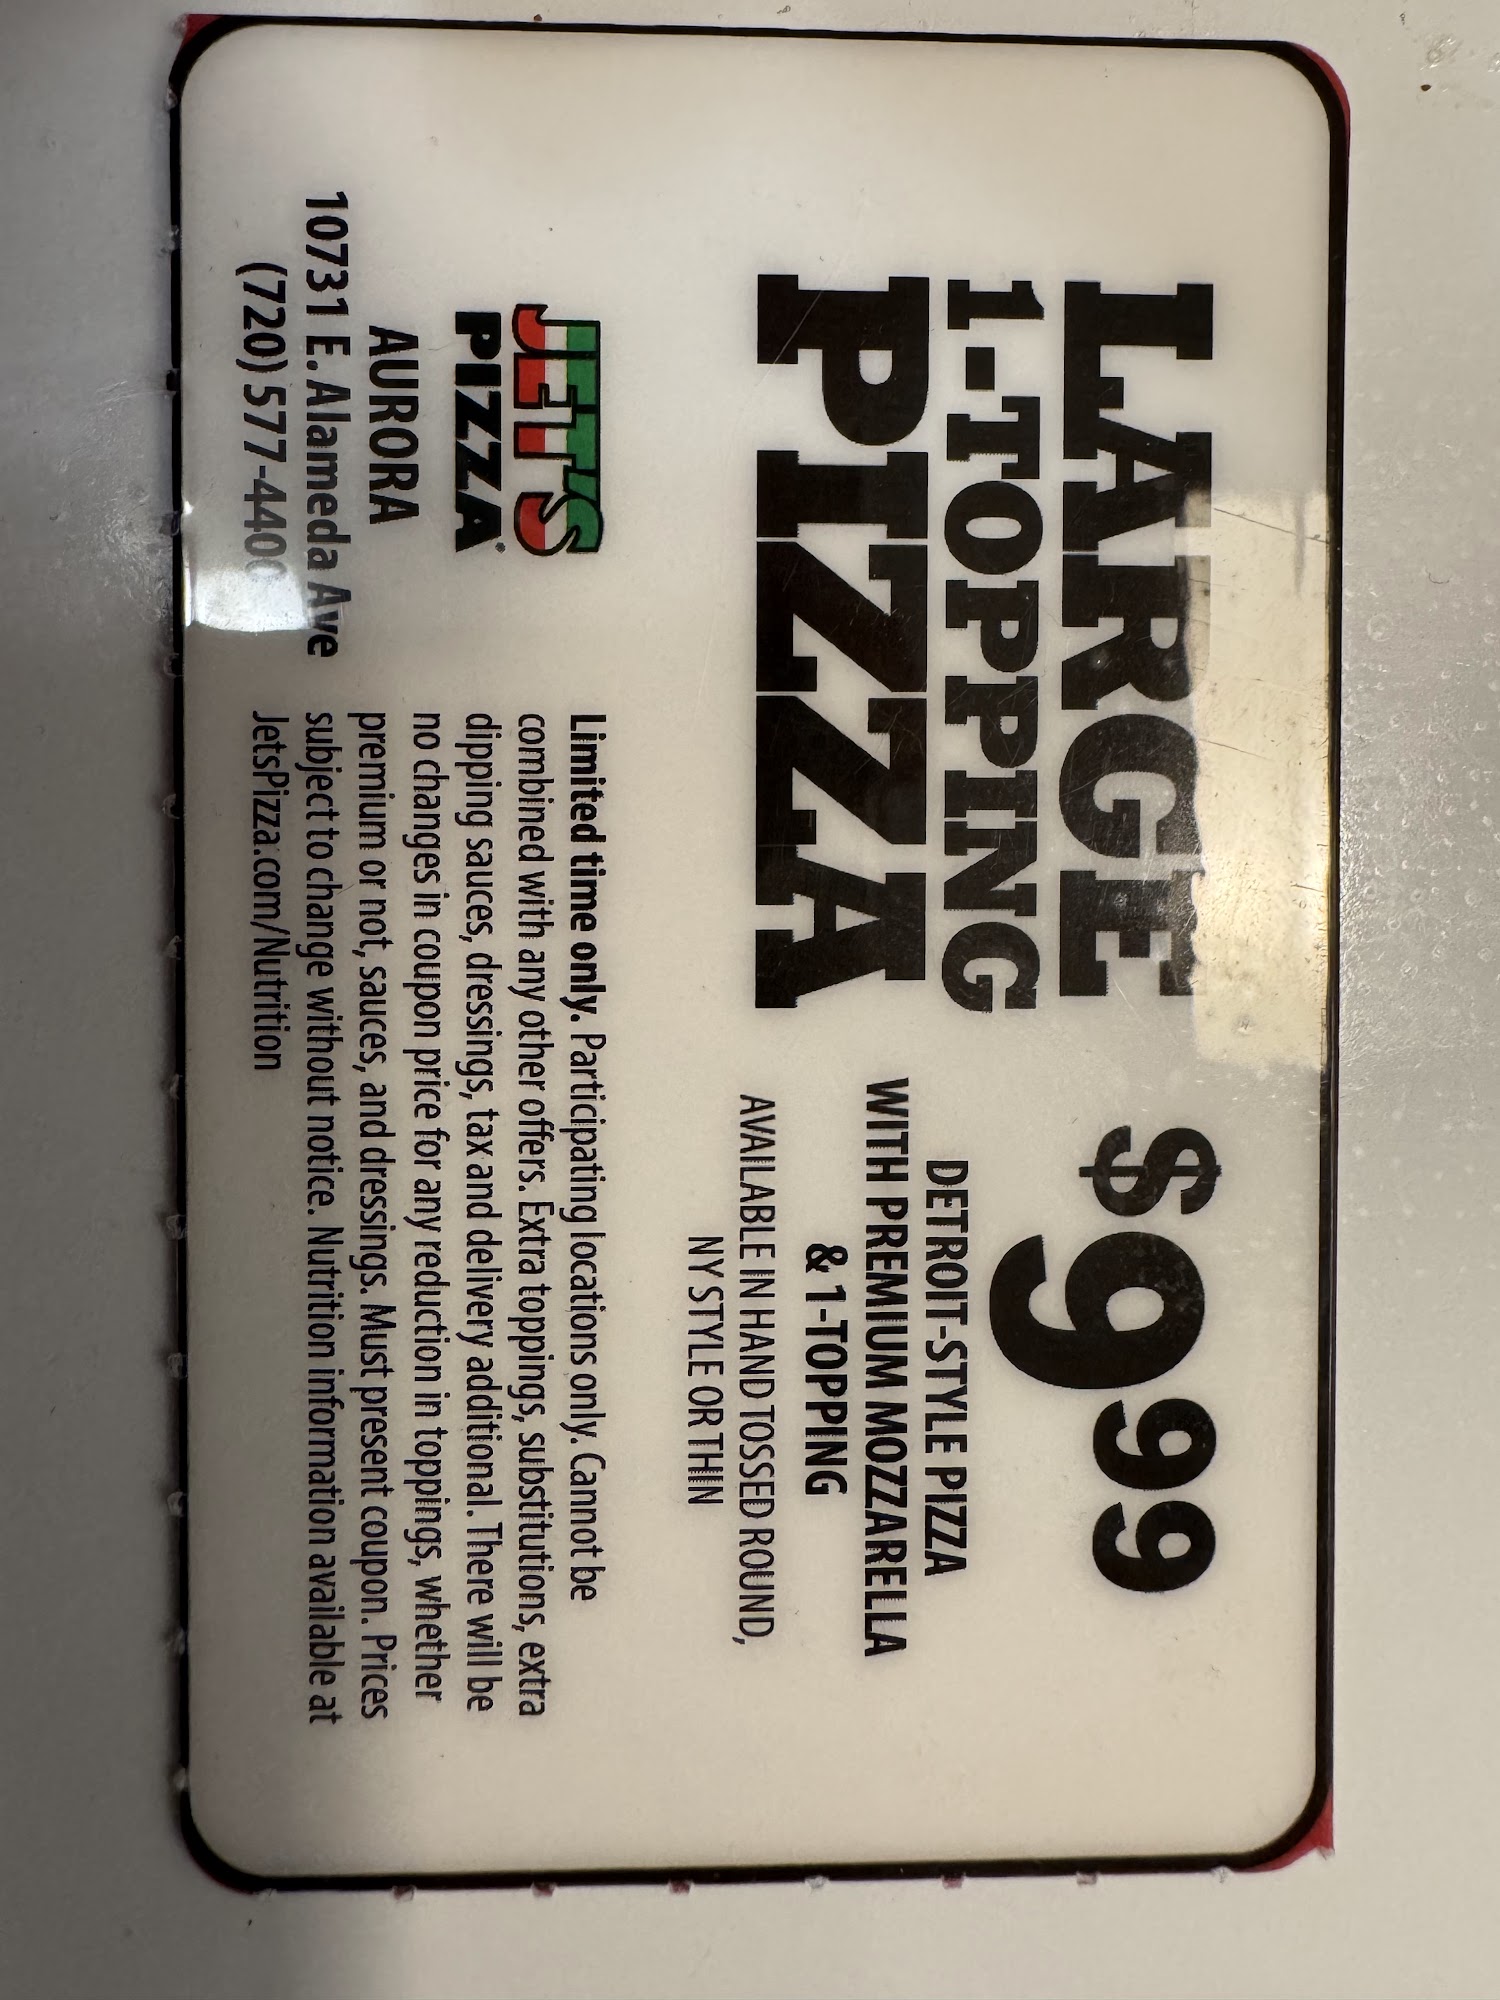 LARGE
1-TOPPING
PIZZA
$9.99
DETROIT-STYLE PIZZA
WITH PREMIUM MOZZARELLA
& 1-TOPPING
AVAILABLE IN HAND TOSSED ROUND,
NY STYLE OR THIN
JET'S
PIZZA®
AURORA
10731 E. Alameda Ave
(720) 577-4400
Limited time only. Participating locations only. Cannot be
combined with any other offers. Extra toppings, substitutions, extra
dipping sauces, dressings, tax and delivery additional. There will be
no changes in coupon price for any reduction in toppings, whether
premium or not, sauces, and dressings. Must present coupon. Prices
subject to change without notice. Nutrition information available at
JetsPizza.com/Nutrition